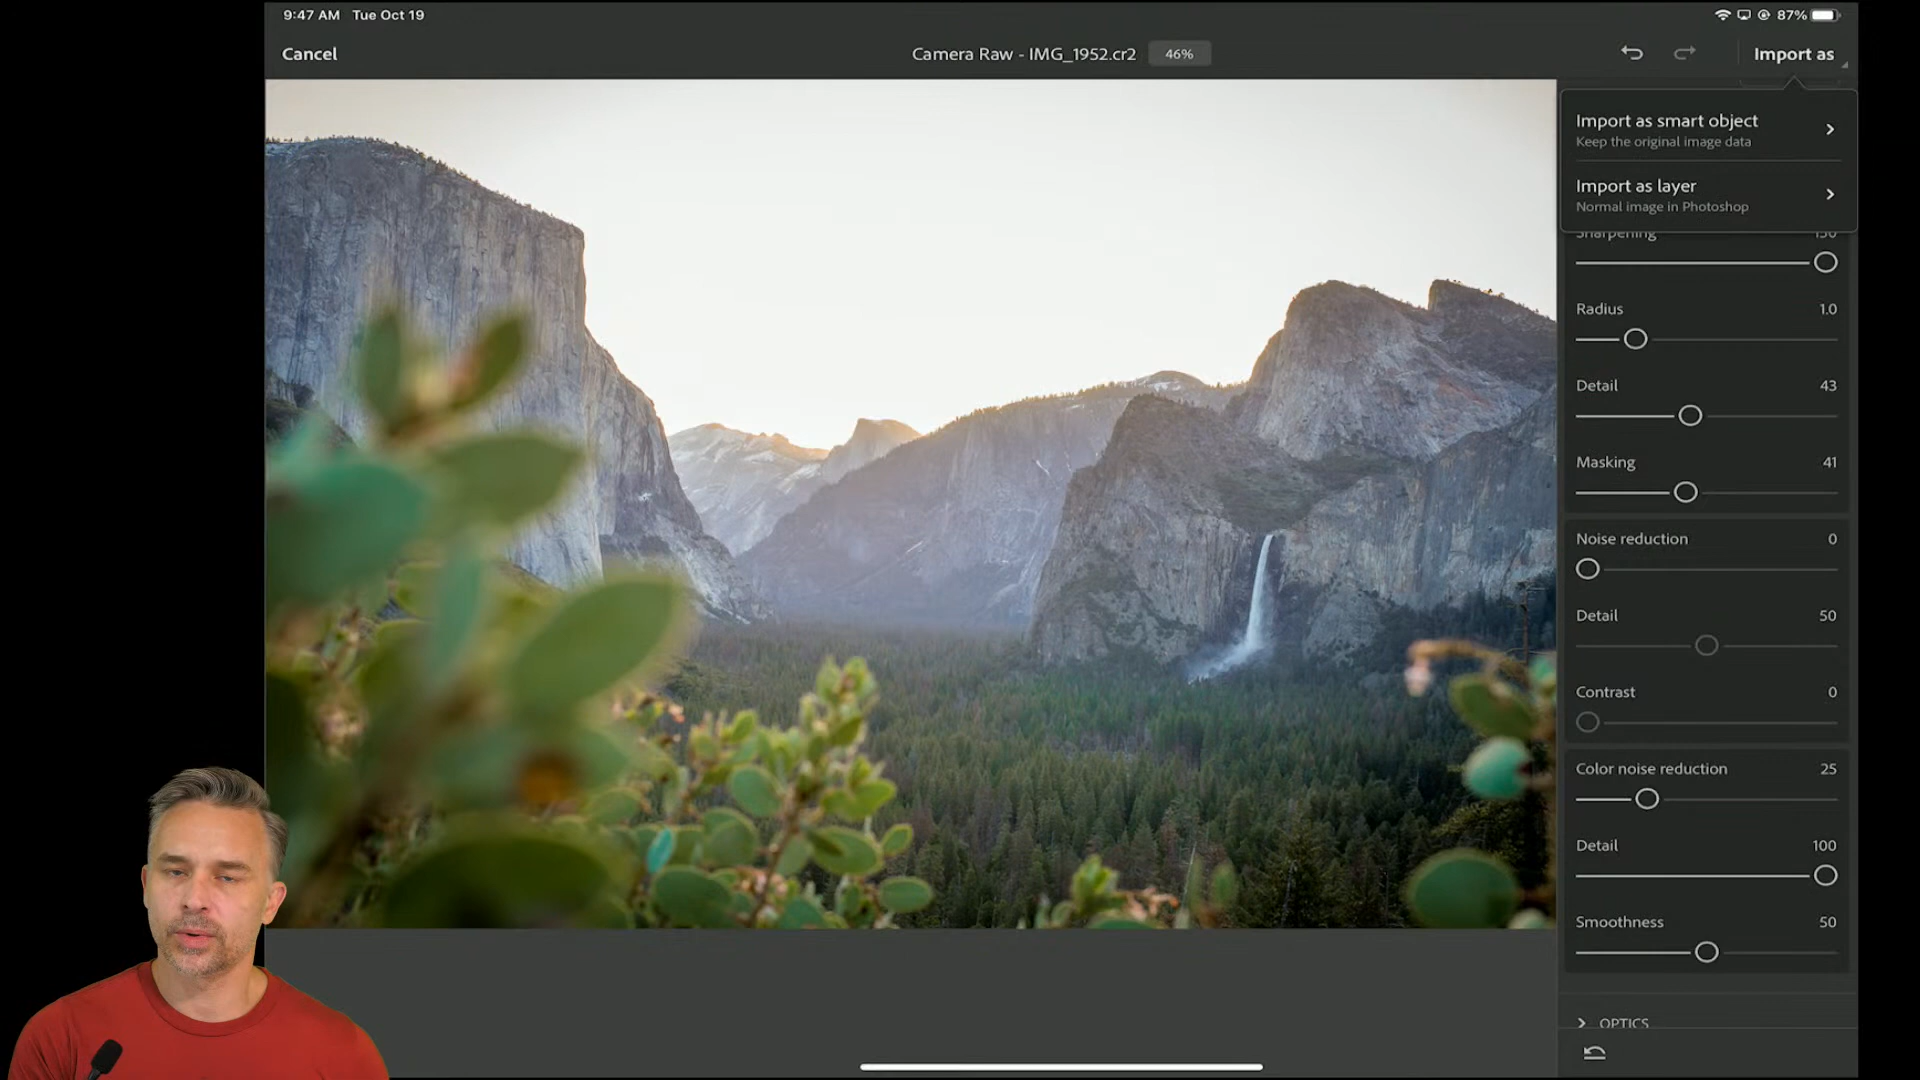 9:47 AM Tue Oct 19
87%
Cancel
Camera Raw - IMG_1952.cr2
46%
Import as
Import as smart object
Keep the original image data
Import as layer
Normal image in Photoshop
Sharpening 150
Radius 1.0
Detail 43
Masking 41
Noise reduction 0
Detail 50
Contrast 0
Color noise reduction 25
Detail 100
Smoothness 50
OPTICS